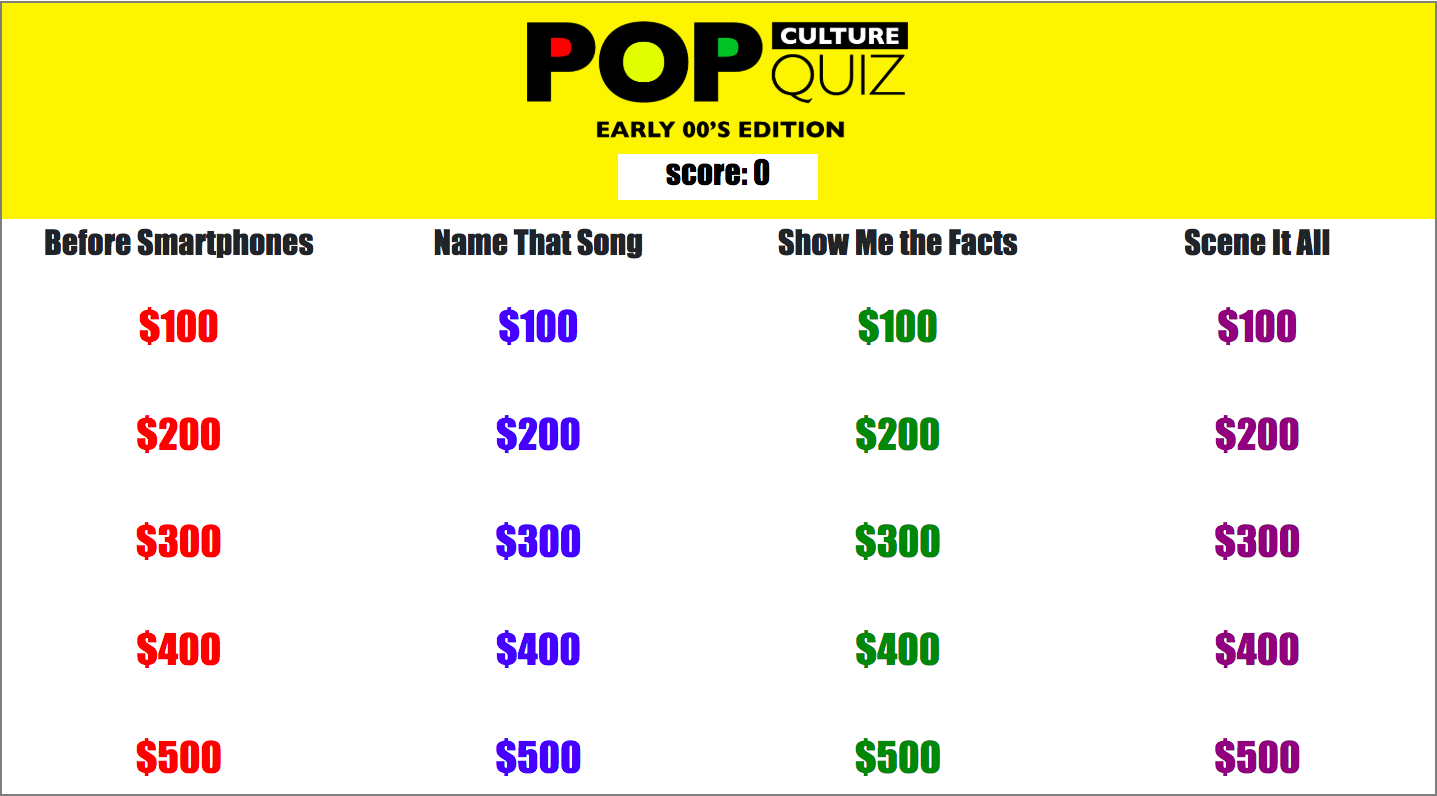 POP CULTURE
QUIZ
EARLY 00'S EDITION
score: 0
Before Smartphones Name That Song Show Me the Facts Scene It All
$100 $100 $100 $100
$200 $200 $200 $200
$300 $300 $300 $300
$400 $400 $400 $400
$500 $500 $500 $500